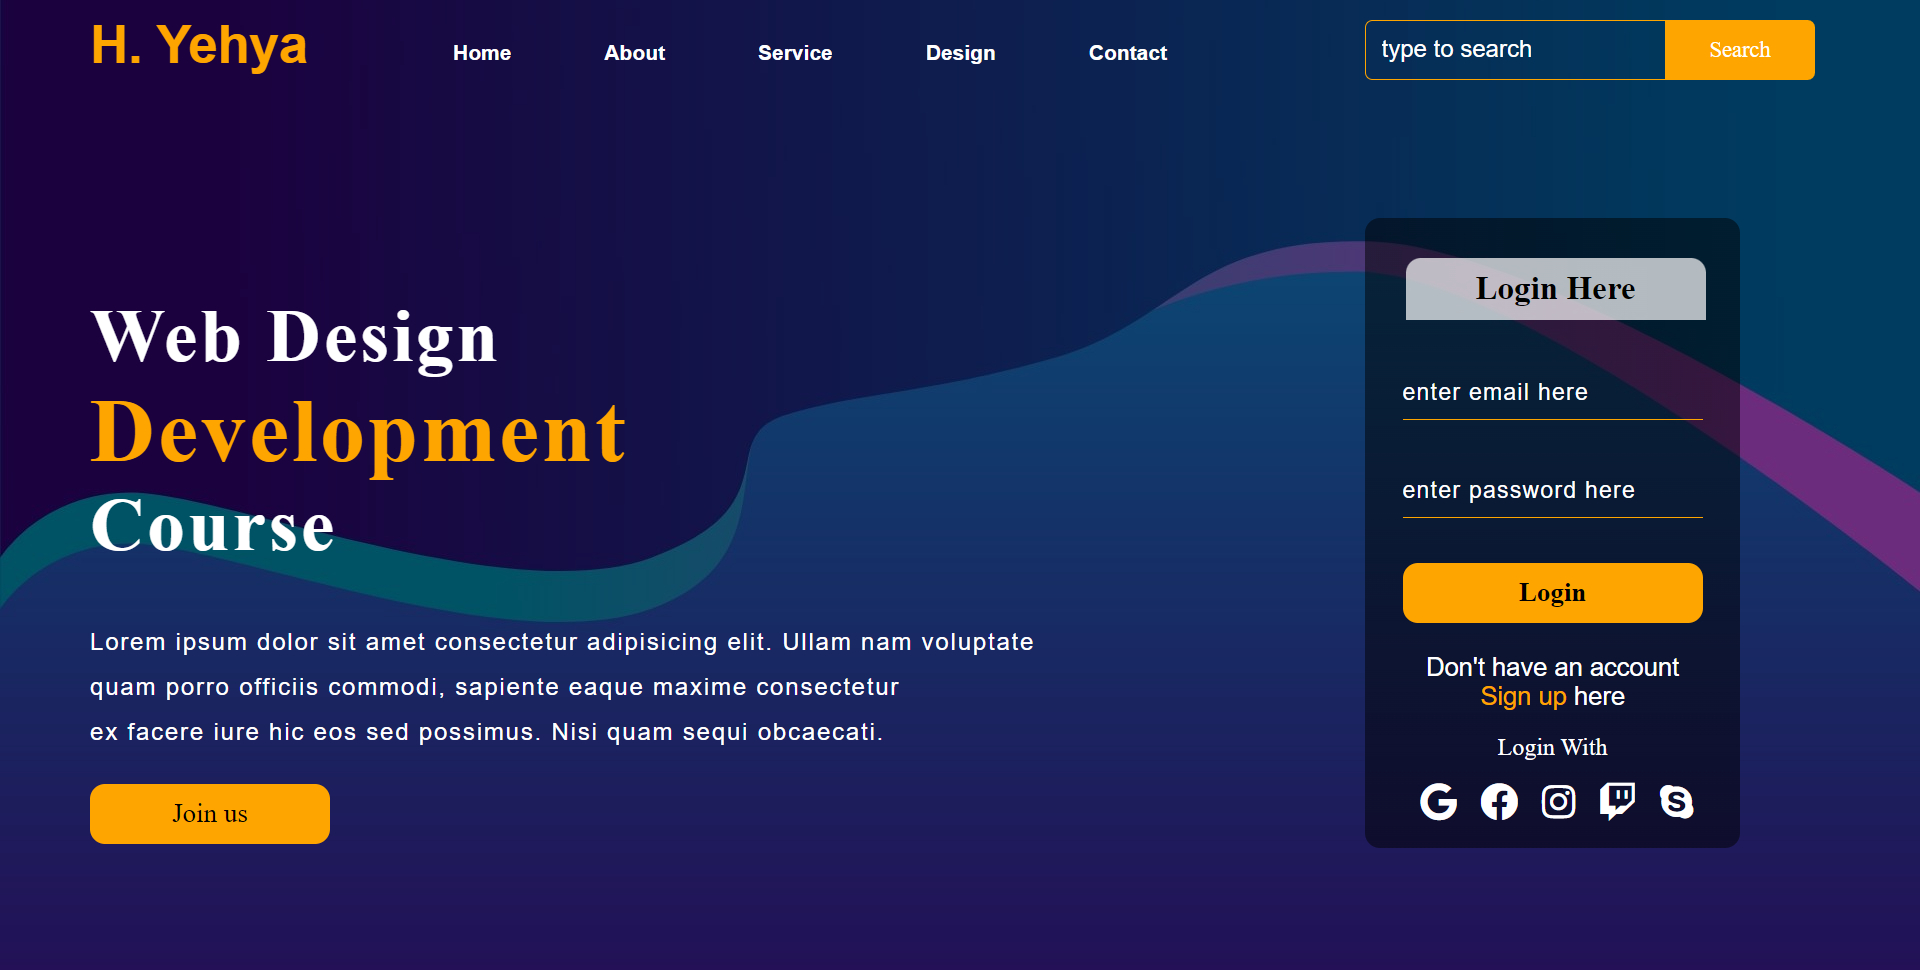 H. Yehya
Home
About
Service
Design
Contact
type to search
Search
Web Design
Development
Course
Lorem ipsum dolor sit amet consectetur adipisicing elit. Ullam nam voluptate
quam porro officiis commodi, sapiente eaque maxime consectetur
ex facere iure hic eos sed possimus. Nisi quam sequi obcaecati.
Join us
Login Here
enter email here
enter password here
Login
Don't have an account
Sign up here
Login With